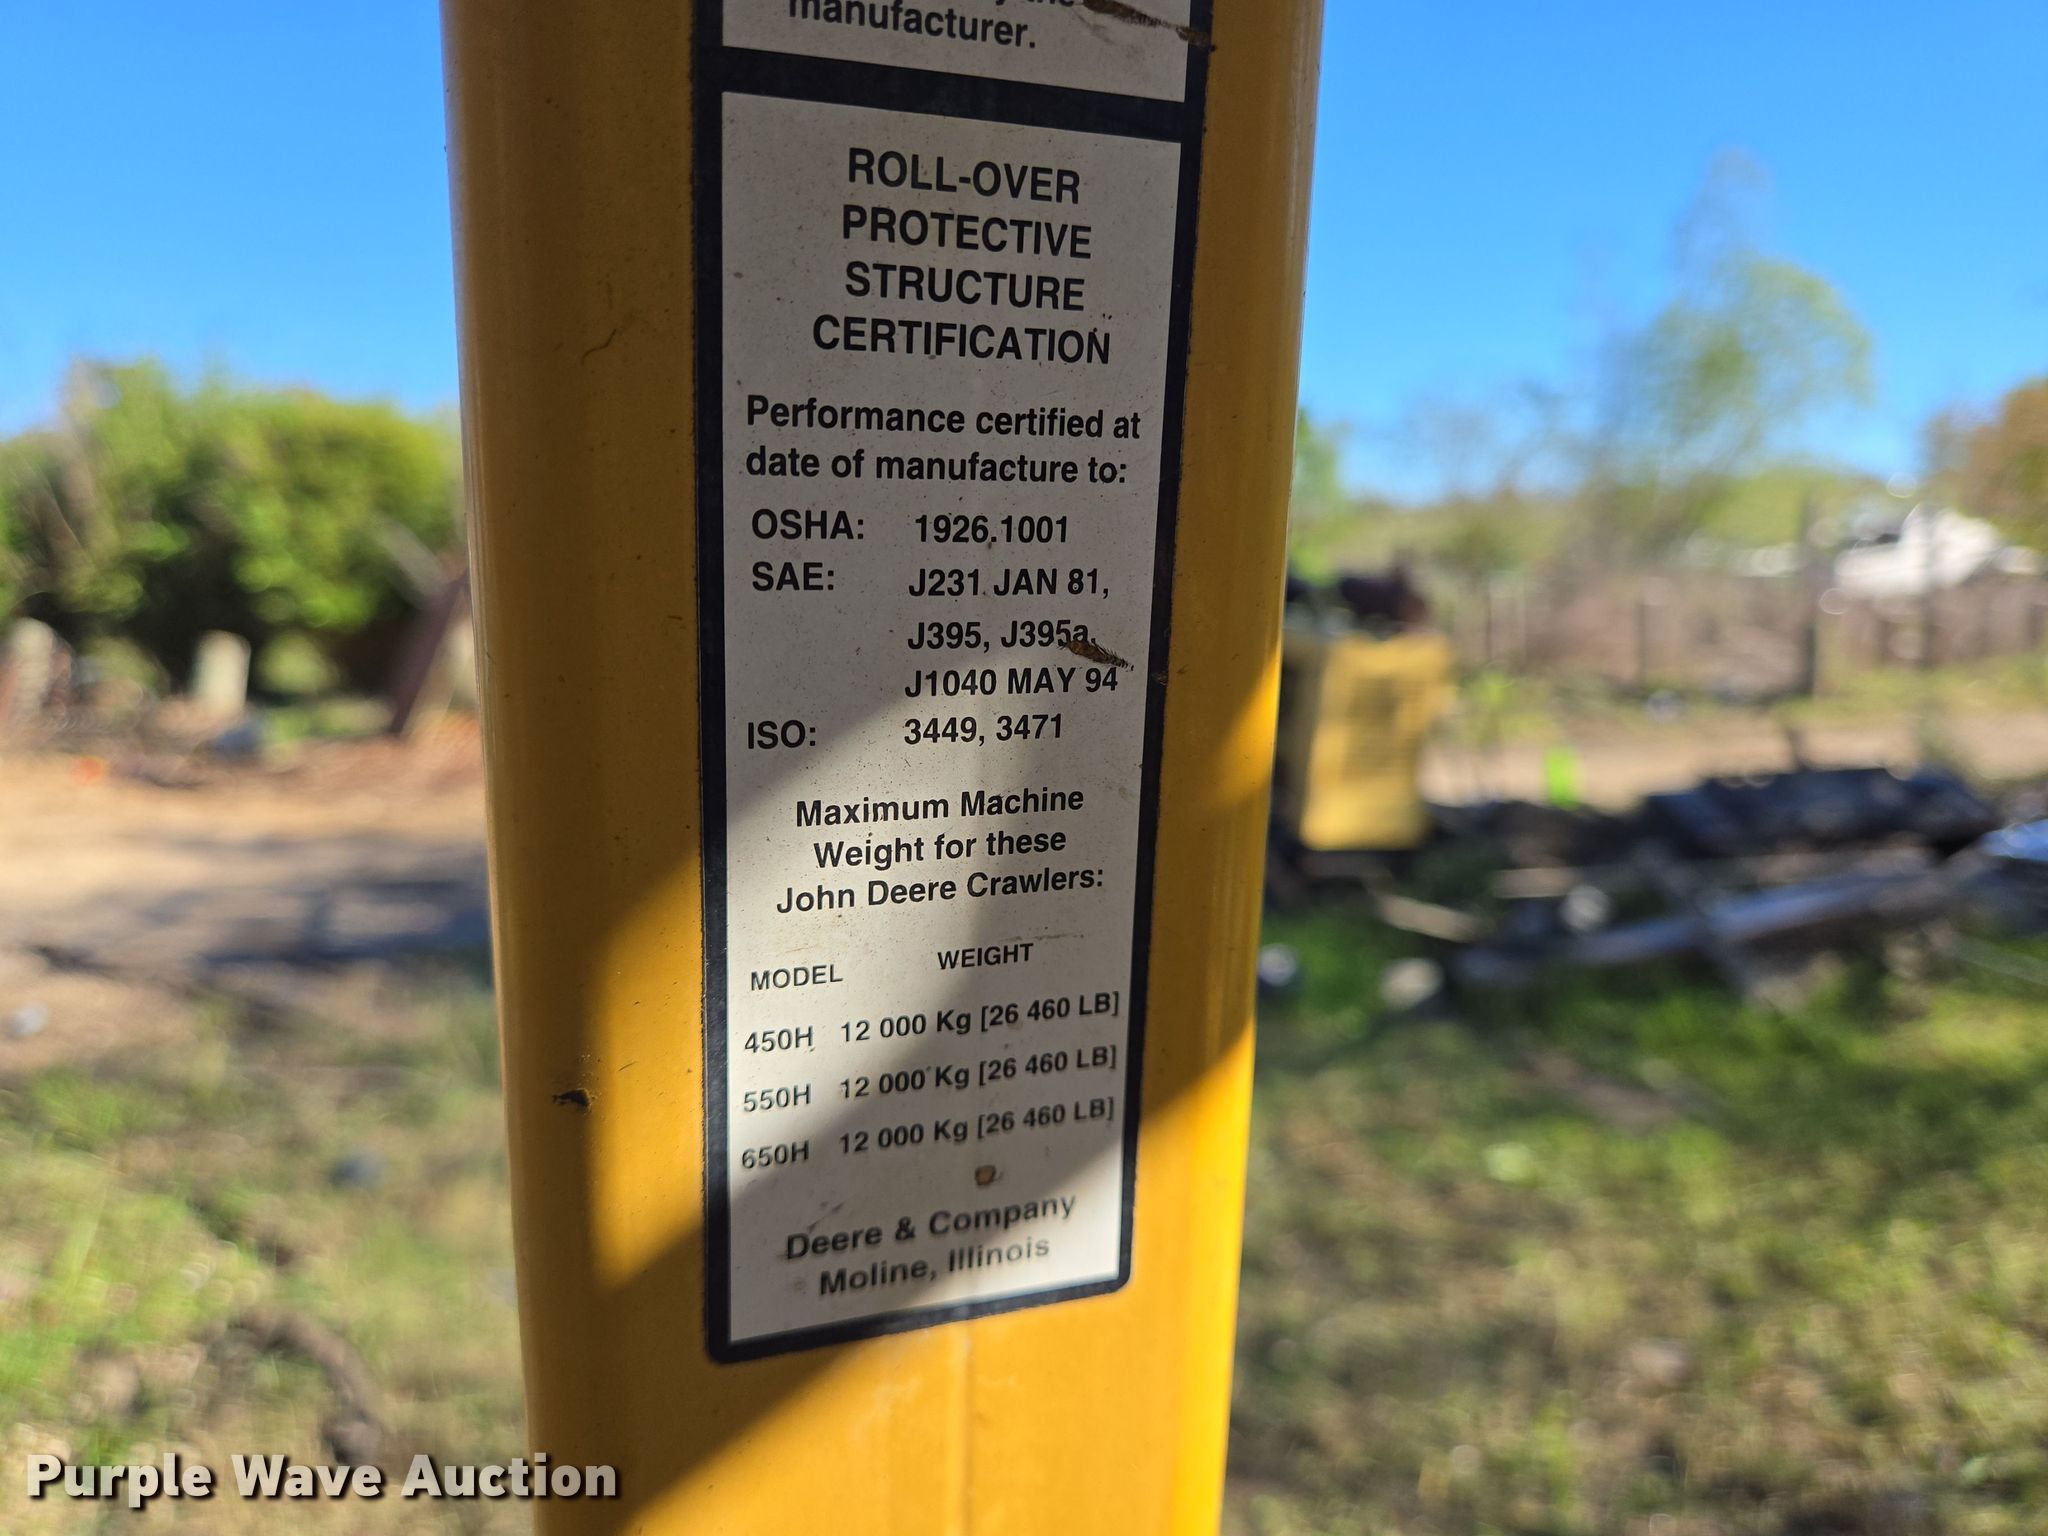 manufacturer.
ROLL-OVER
PROTECTIVE
STRUCTURE
CERTIFICATION
Performance certified at
date of manufacture to:
OSHA: 1926.1001
SAE: J231 JAN 81,
J395, J395a,
J1040 MAY 94
ISO: 3449, 3471
Maximum Machine
Weight for these
John Deere Crawlers:
MODEL WEIGHT
450H 12 000 Kg [26 460 LB]
550H 12 000 Kg [26 460 LB]
650H 12 000 Kg [26 460 LB]
Deere & Company
Moline, Illinois
Purple Wave Auction